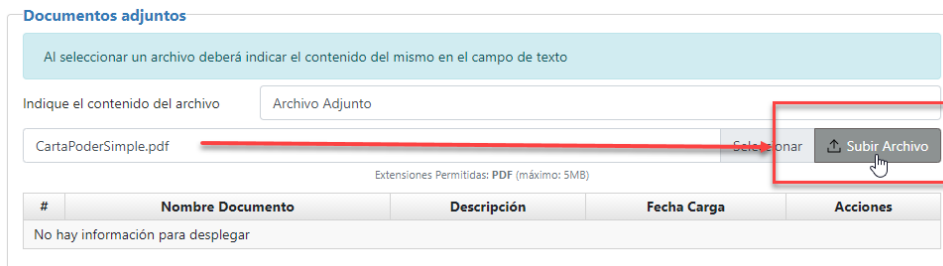 Documentos adjuntos
Al seleccionar un archivo deberá indicar el contenido del mismo en el campo de texto
Indique el contenido del archivo Archivo Adjunto
CartaPoderSimple.pdf Seleccionar Subir Archivo
Extensiones Permitidas: PDF (máximo: 5MB)
# Nombre Documento Descripción Fecha Carga Acciones
No hay información para desplegar